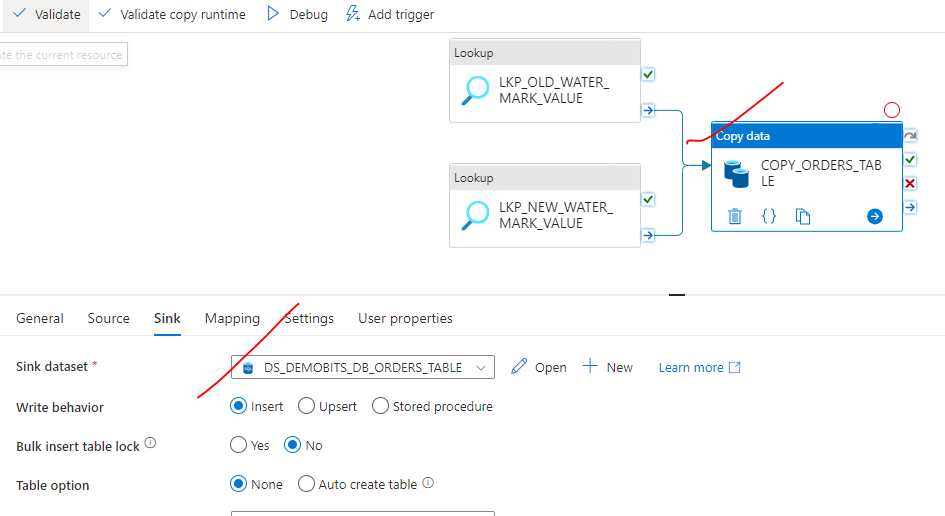 Validate Validate copy runtime Debug Add trigger
te the current resource
Lookup
LKP_OLD_WATER_
MARK_VALUE
Copy data
COPY_ORDERS_TAB
LE
Lookup
LKP_NEW_WATER_
MARK_VALUE
General Source Sink Mapping Settings User properties
Sink dataset * DS_DEMOBITS_DB_ORDERS_TABLE Open New Learn more
Write behavior Insert Upsert Stored procedure
Bulk insert table lock Yes No
Table option None Auto create table